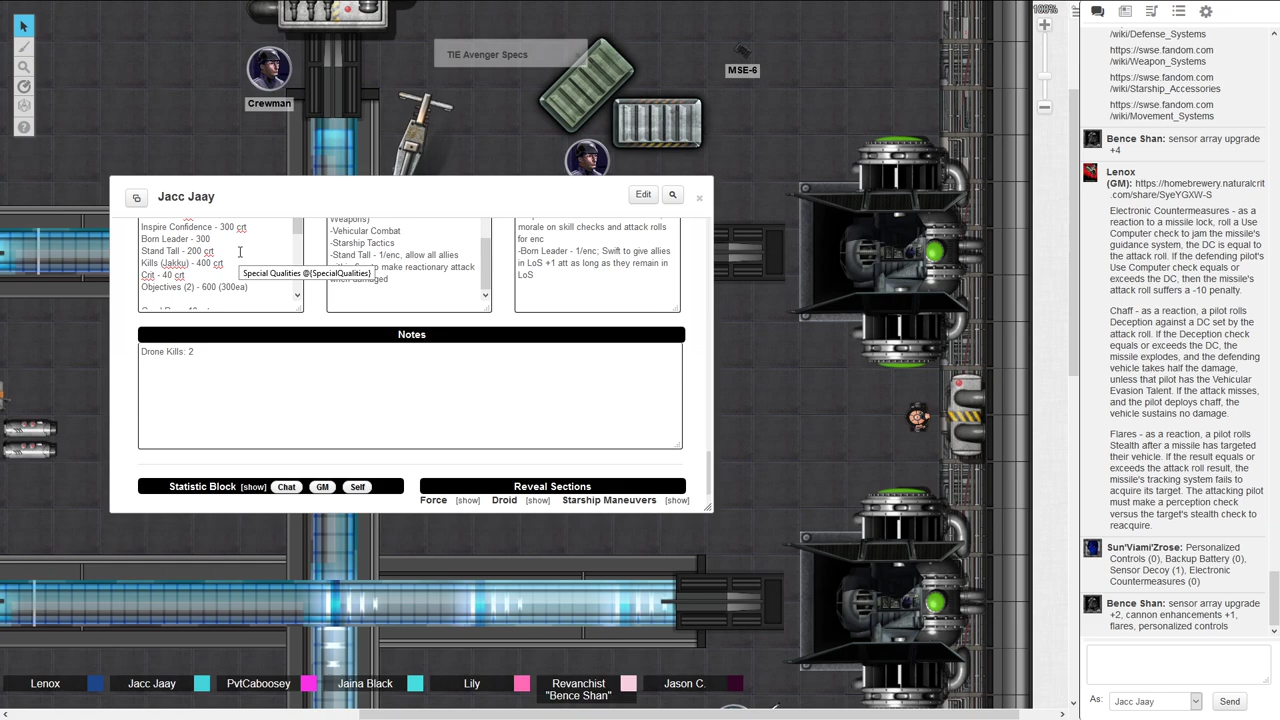 100%
/wiki/Defense_Systems
https://swse.fandom.com
/wiki/Weapon_Systems
https://swse.fandom.com
/wiki/Starship_Accessories
https://swse.fandom.com
/wiki/Movement_Systems
Bence Shan: sensor array upgrade
+4
Lenox
(GM): https://homebrewery.naturalcrit
.com/share/SyeYGXW-S
Electronic Countermeasures - as a
reaction to a missile lock, roll a Use
Computer check to jam the missile's
guidance system, the DC is equal to
the attack roll. If the defending pilot's
Use Computer check equals or
exceeds the DC, then the missile's
attack roll suffers a -10 penalty.
Chaff - as a reaction, a pilot rolls
Deception against a DC set by the
attack roll. If the Deception check
equals or exceeds the DC, the
missile explodes, and the defending
vehicle takes half the damage,
unless that pilot has the Vehicular
Evasion Talent. If the attack misses,
and the pilot deploys chaff, the
vehicle sustains no damage.
Flares - as a reaction, a pilot rolls
Stealth after a missile has targeted
their vehicle. If the result equals or
exceeds the attack roll result, the
missile's tracking system fails to
acquire its target. The attacking pilot
must make a perception check
versus the target's stealth check to
reacquire.
Sun'Viami'Zrose: Personalized
Controls (0), Backup Battery (0),
Sensor Decoy (1), Electronic
Countermeasures (0)
Bence Shan: sensor array upgrade
+2, cannon enhancements +1,
flares, personalized controls
As:
Jacc Jaay
Send
TIE Avenger Specs
Crewman
MSE-6
Jacc Jaay
Edit
Inspire Confidence - 300 crt
Born Leader - 300
Stand Tall - 200 crt
Kills (Jakku) - 400 crt
Crit - 40 crt
Objectives (2) - 600 (300ea)
Special Qualities @{SpecialQualities}
Weapons)
-Vehicular Combat
-Starship Tactics
-Stand Tall - 1/enc, allow all allies
to make reactionary attack
when damaged
morale on skill checks and attack rolls
for enc
-Born Leader - 1/enc; Swift to give allies
in LoS +1 att as long as they remain in
LoS
Notes
Drone Kills: 2
Statistic Block [show] Chat GM Self
Reveal Sections
Force [show] Droid [show] Starship Maneuvers [show]
Lenox
Jacc Jaay
PvtCaboosey
Jaina Black
Lily
Revanchist
"Bence Shan"
Jason C.